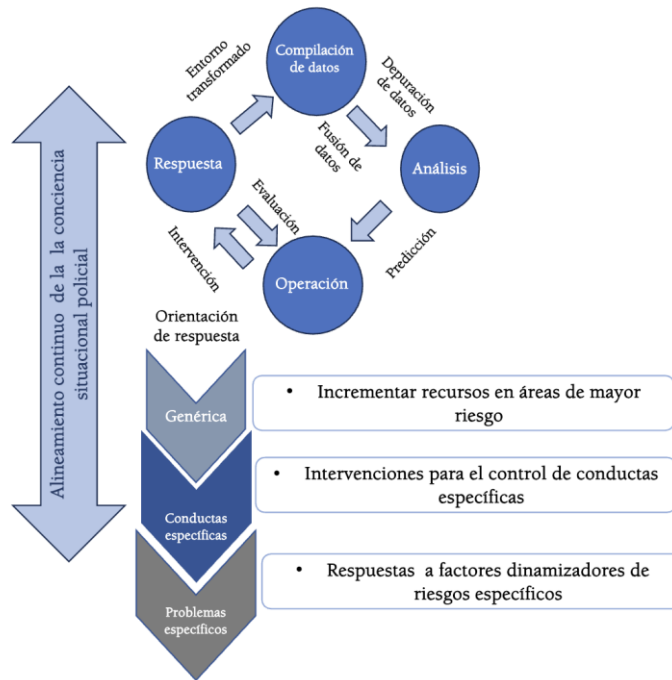 Compilación
de datos
Entorno
transformado
Depuración
de datos
Fusión de
datos
Respuesta
Análisis
Evaluación
Intervención
Predicción
Operación
Alineamiento continuo de la la conciencia
situacional policial
Orientación
de respuesta
Genérica
• Incrementar recursos en áreas de mayor
riesgo
Conductas
específicas
• Intervenciones para el control de conductas
específicas
Problemas
específicos
• Respuestas a factores dinamizadores de
riesgos específicos